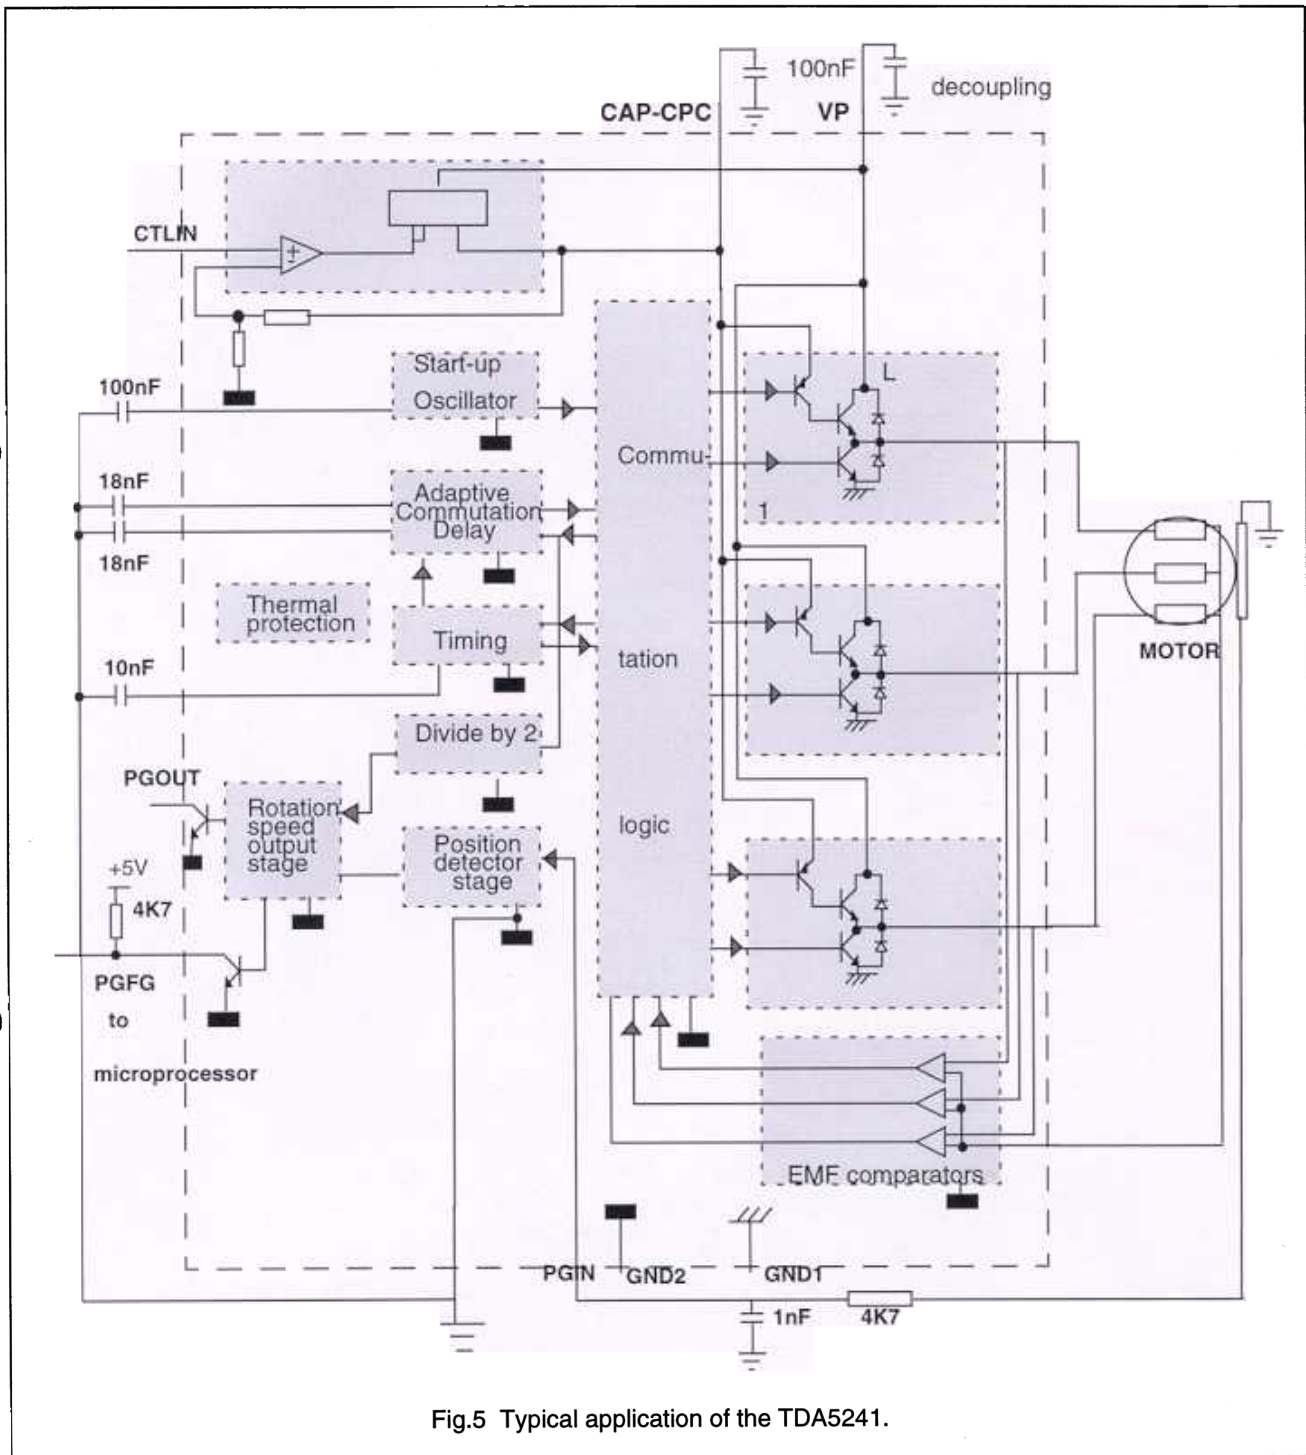 100nF
decoupling
CAP-CPC
VP
CTLIN
Start-up
Oscillator
L
100nF
Commu-
18nF
Adaptive
Commutation
Delay
1
18nF
Thermal
protection
Timing
tation
MOTOR
10nF
Divide by 2
PGOUT
Rotation
speed
output
stage
logic
Position
detector
stage
+5V
4K7
PGFG
to
microprocessor
EMF comparators
PGIN
GND2
GND1
1nF
4K7
Fig.5 Typical application of the TDA5241.